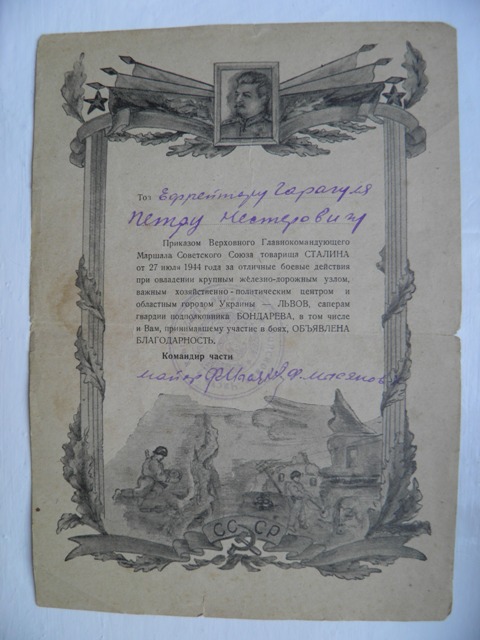 Тов Ефрейтору Гарагуля
Петру Нестеровичу
Приказом Верховного Главнокомандующего
Маршала Советского Союза товарища СТАЛИНА
от 27 июля 1944 года за отличные боевые действия
при овладении крупным железно-дорожным узлом,
важным хозяйственно-политическим центром и
областным городом Украины — ЛЬВОВ, саперам
гвардии подполковника БОНДАРЕВА, в том числе
и Вам, принимавшему участие в боях, ОБЪЯВЛЕНА
БЛАГОДАРНОСТЬ.
Командир части
майор
СССР